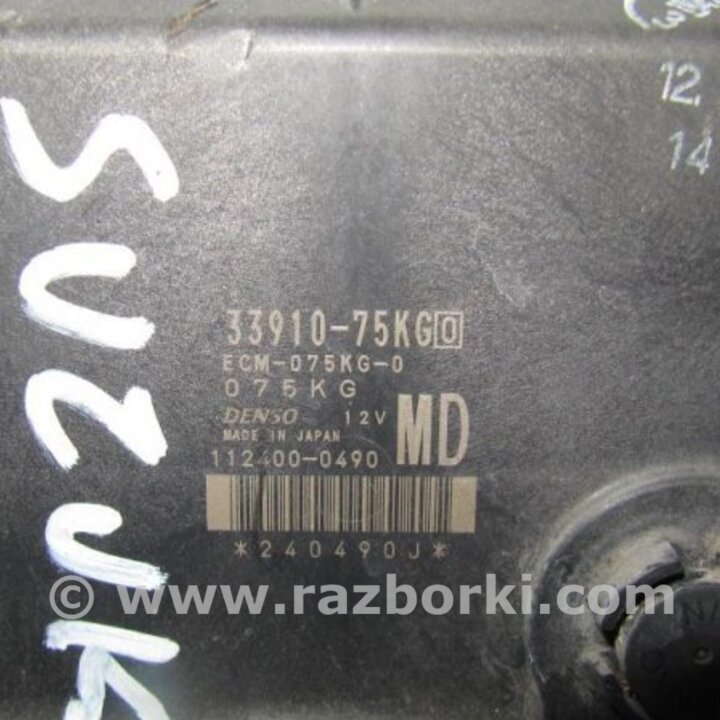 12.
14
SUZUK
33910-75KG0
ECM-075KG-0
075KG
DENSO 12V MD
MADE IN JAPAN
112400-0490
*240490J*
© www.razborki.com